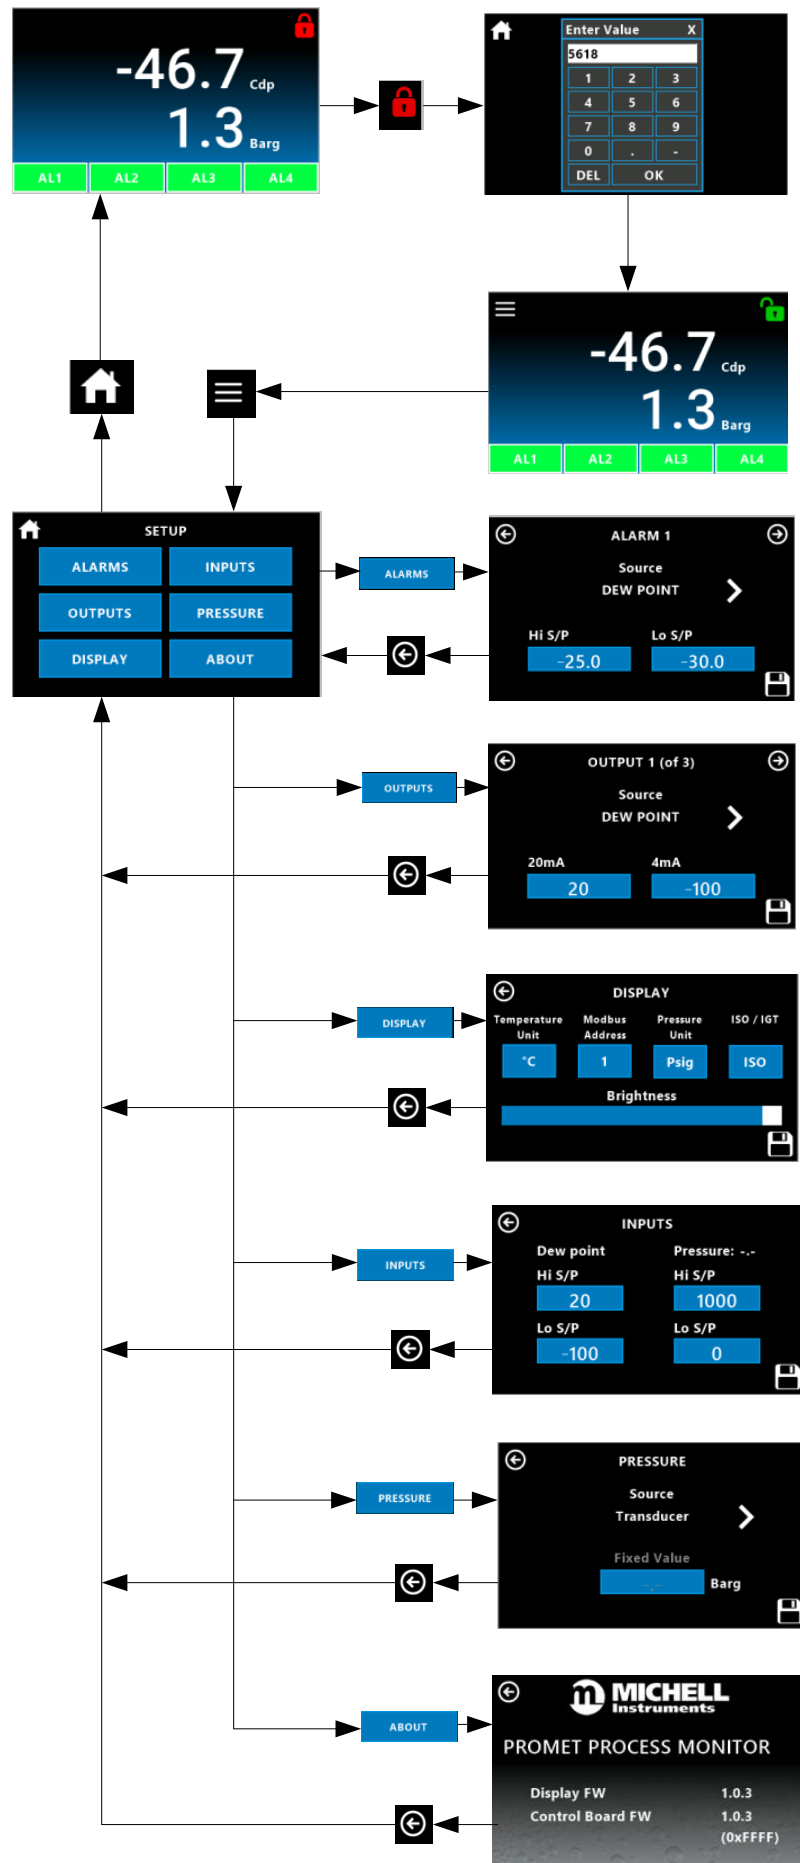 -46.7 Cdp
1.3 Barg
AL1 AL2 AL3 AL4
Enter Value X
5618
1 2 3
4 5 6
7 8 9
0 . -
DEL OK
-46.7 Cdp
1.3 Barg
AL1 AL2 AL3 AL4
SETUP
ALARMS INPUTS
OUTPUTS PRESSURE
DISPLAY ABOUT
ALARMS
ALARM 1
Source
DEW POINT
Hi S/P Lo S/P
-25.0 -30.0
OUTPUTS
OUTPUT 1 (of 3)
Source
DEW POINT
20mA 4mA
20 -100
DISPLAY
DISPLAY
Temperature Unit Modbus Address Pressure Unit ISO / IGT
°C 1 Psig ISO
Brightness
INPUTS
INPUTS
Dew point Pressure: -.-
Hi S/P Hi S/P
20 1000
Lo S/P Lo S/P
-100 0
PRESSURE
PRESSURE
Source
Transducer
Fixed Value
-.- Barg
ABOUT
m MICHELL
Instruments
PROMET PROCESS MONITOR
Display FW 1.0.3
Control Board FW 1.0.3
(0xFFFF)